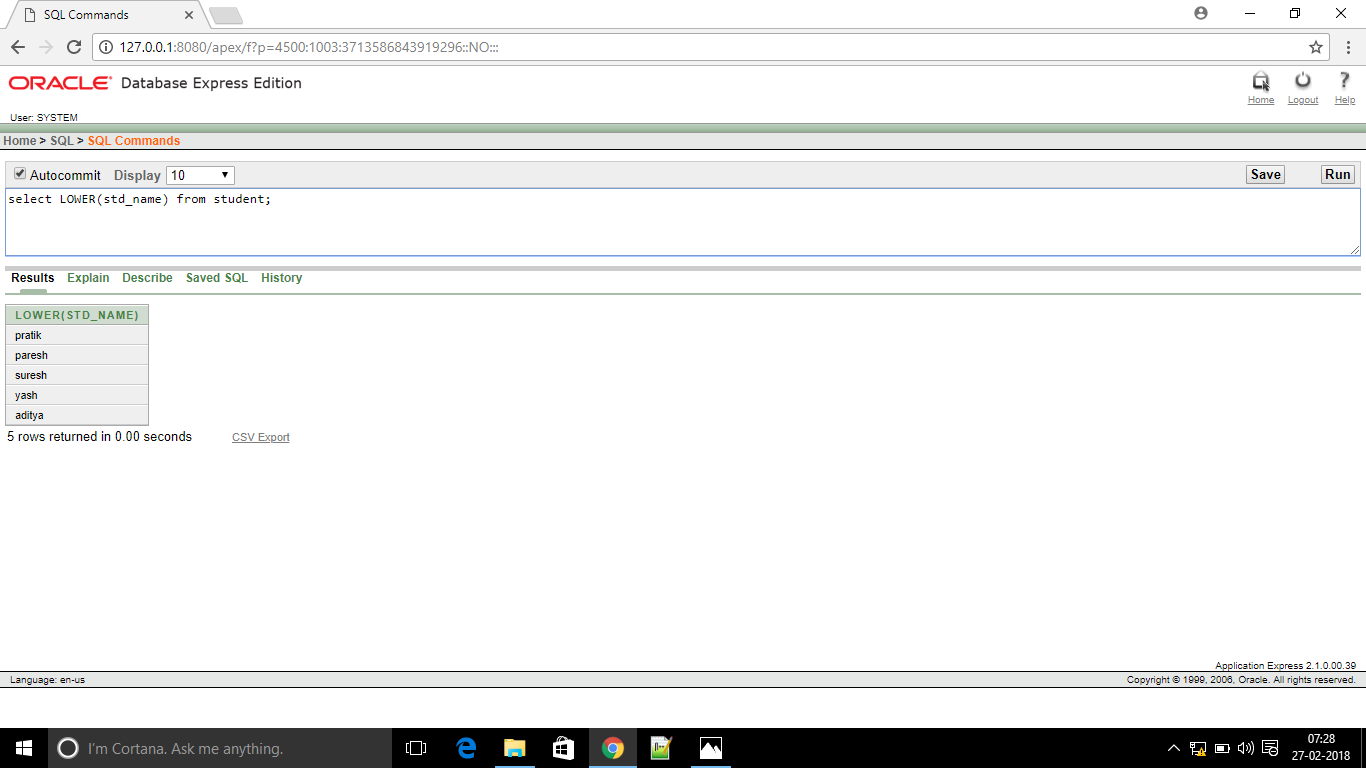 SQL Commands
127.0.0.1:8080/apex/f?p=4500:1003:3713586843919296::NO:::
ORACLE Database Express Edition
Home Logout Help
User: SYSTEM
Home > SQL > SQL Commands
Autocommit Display 10 Save Run
select LOWER(std_name) from student;
Results Explain Describe Saved SQL History
LOWER(STD_NAME)
pratik
paresh
suresh
yash
aditya
5 rows returned in 0.00 seconds CSV Export
Application Express 2.1.0.00.39
Language: en-us Copyright © 1999, 2006, Oracle. All rights reserved.
I'm Cortana. Ask me anything.
07:28
27-02-2018